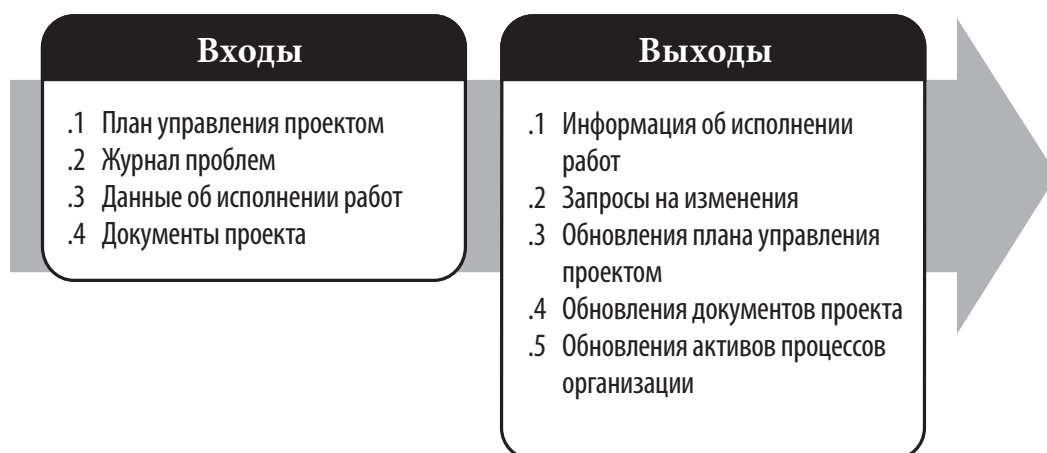 Входы
.1 План управления проектом
.2 Журнал проблем
.3 Данные об исполнении работ
.4 Документы проекта
Выходы
.1 Информация об исполнении
работ
.2 Запросы на изменения
.3 Обновления плана управления
проектом
.4 Обновления документов проекта
.5 Обновления активов процессов
организации